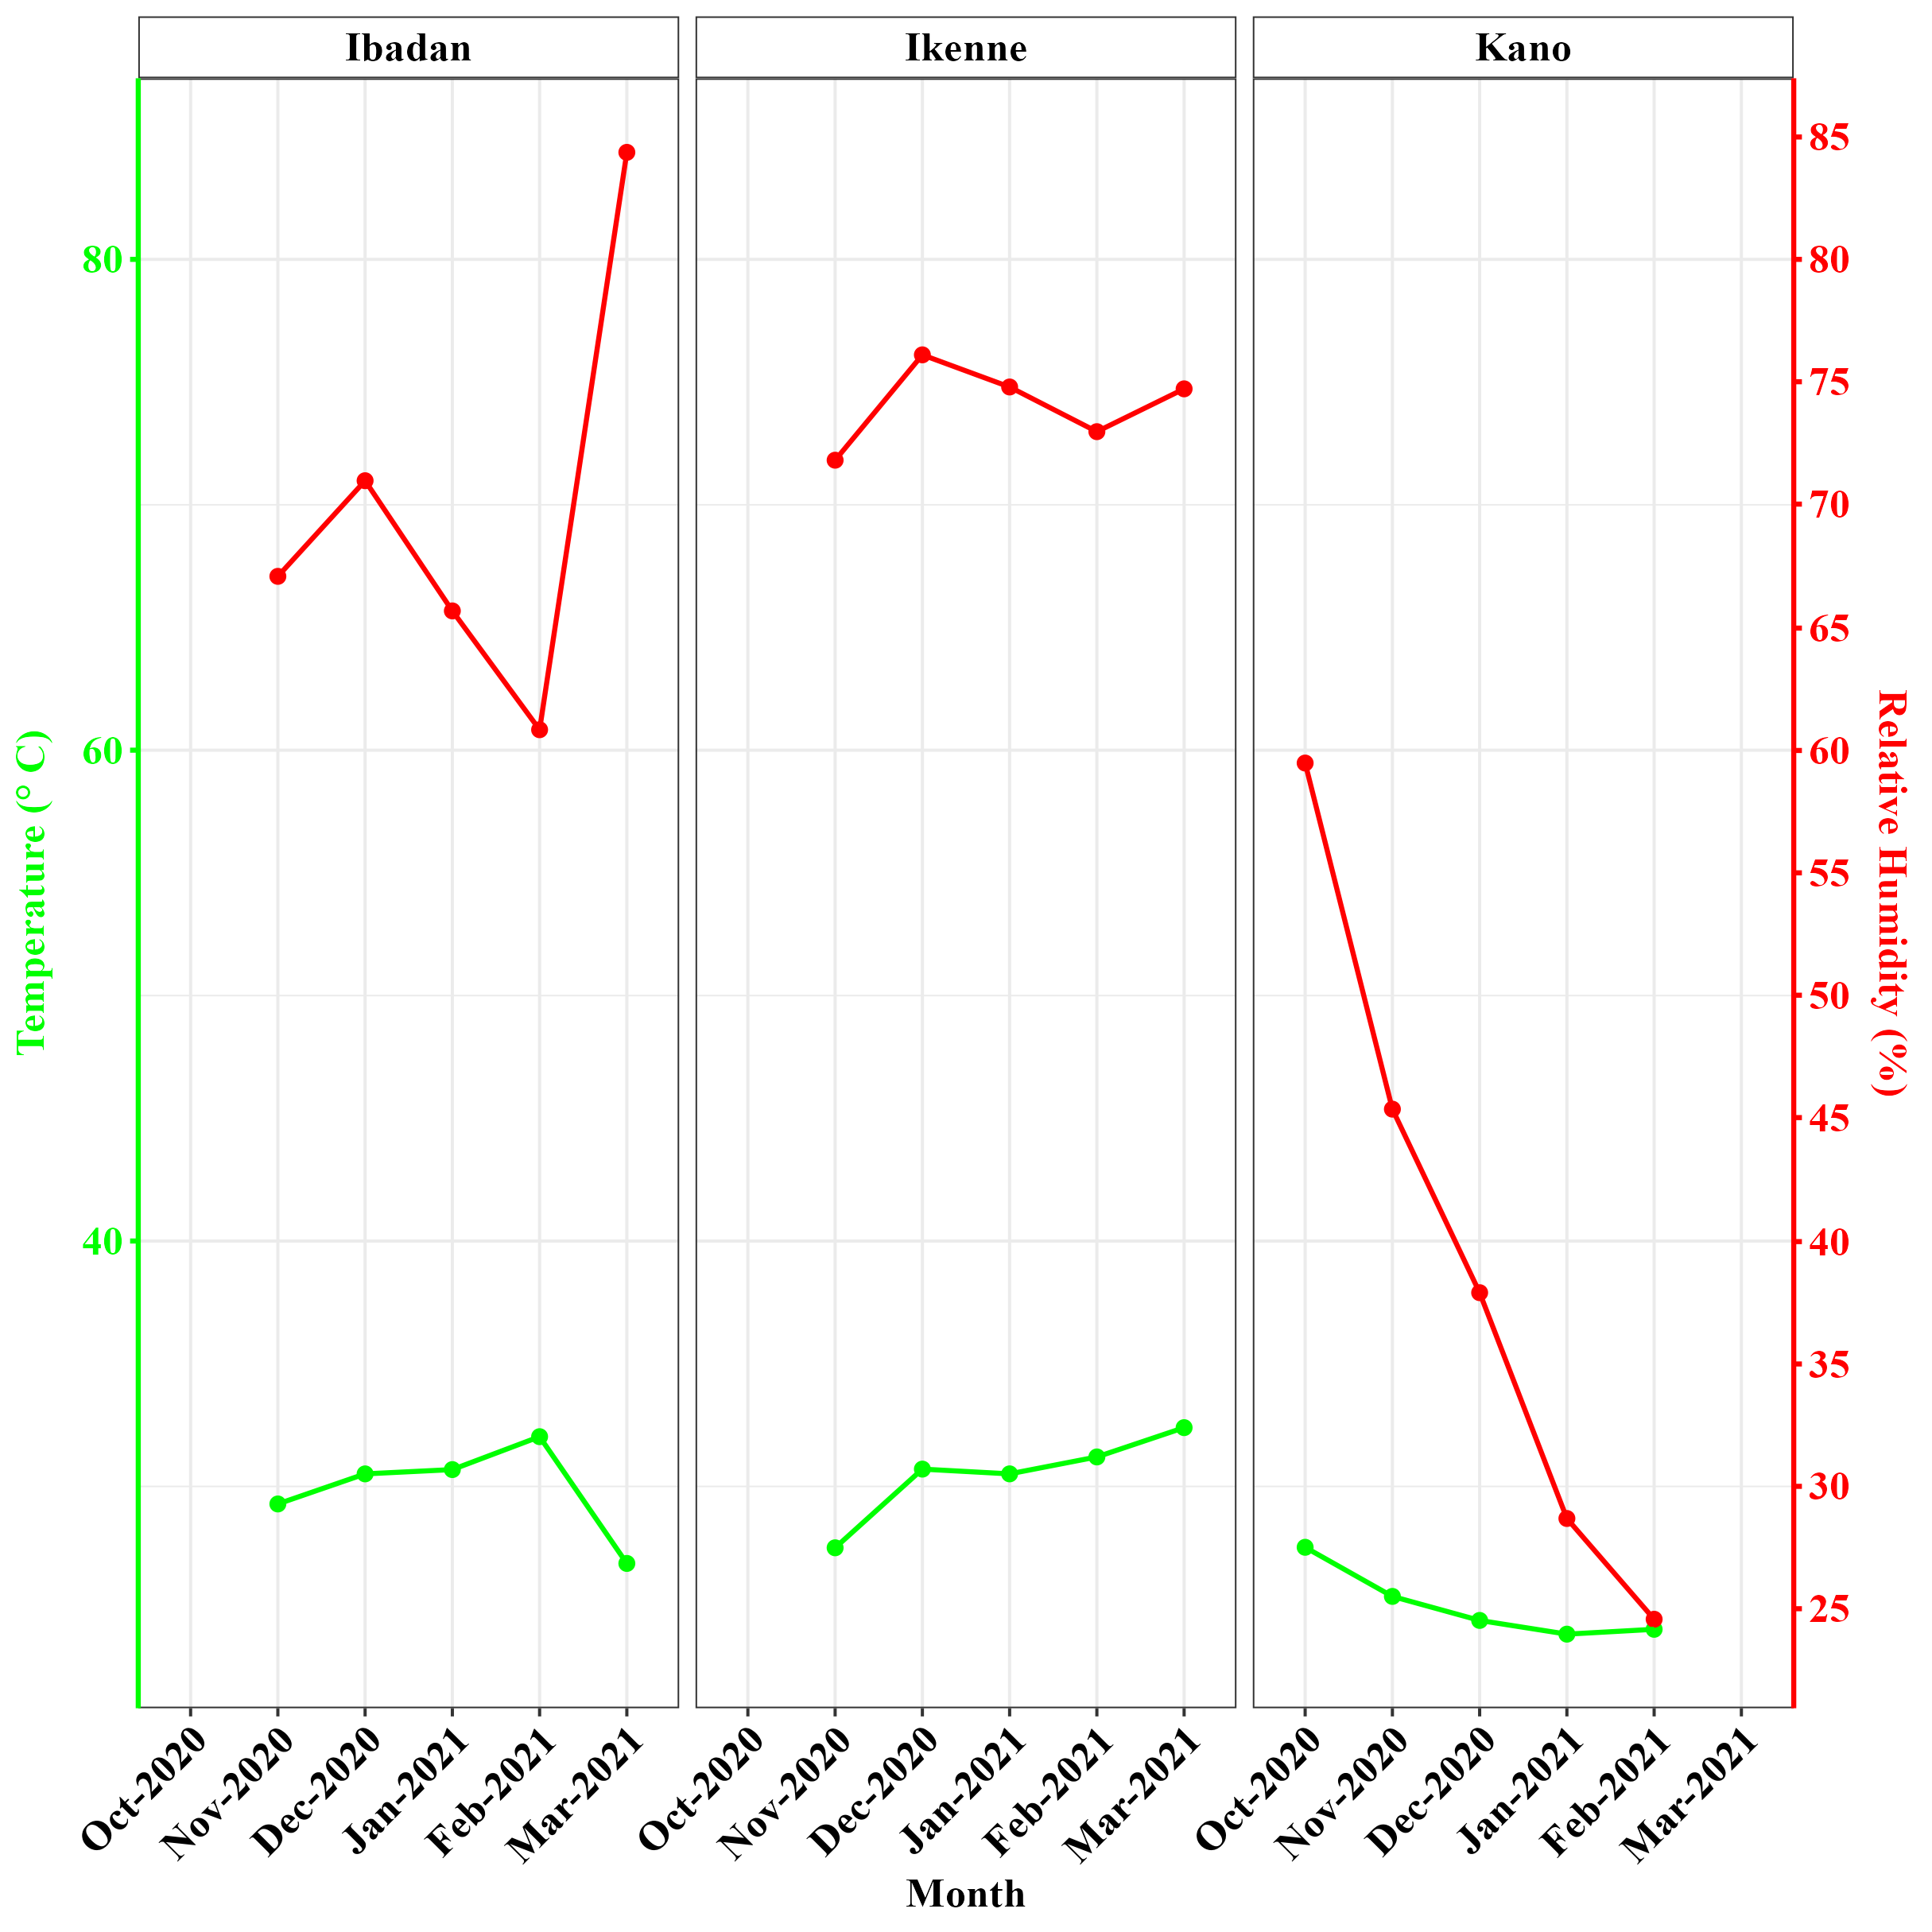 Ibadan
Ikenne
Kano
Temperature (° C)
80
60
40
85
80
75
70
65
60
55
50
45
40
35
30
25
Relative Humidity (%)
Oct-2020
Nov-2020
Dec-2020
Jan-2021
Feb-2021
Mar-2021
Oct-2020
Nov-2020
Dec-2020
Jan-2021
Feb-2021
Mar-2021
Oct-2020
Nov-2020
Dec-2020
Jan-2021
Feb-2021
Mar-2021
Month